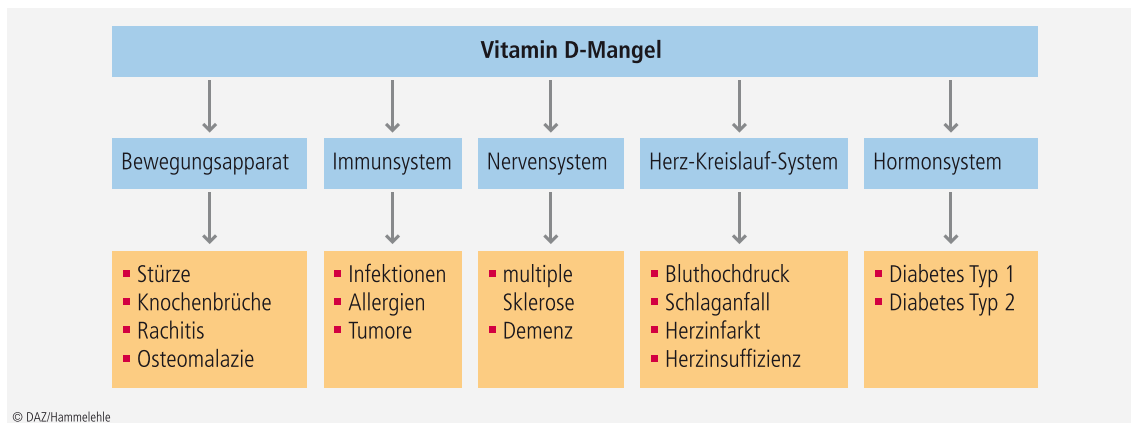 Vitamin D-Mangel
Bewegungsapparat
Immunsystem
Nervensystem
Herz-Kreislauf-System
Hormonsystem
Stürze
Knochenbrüche
Rachitis
Osteomalazie
Infektionen
Allergien
Tumore
multiple
Sklerose
Demenz
Bluthochdruck
Schlaganfall
Herzinfarkt
Herzinsuffizienz
Diabetes Typ 1
Diabetes Typ 2
© DAZ/Hammelehle